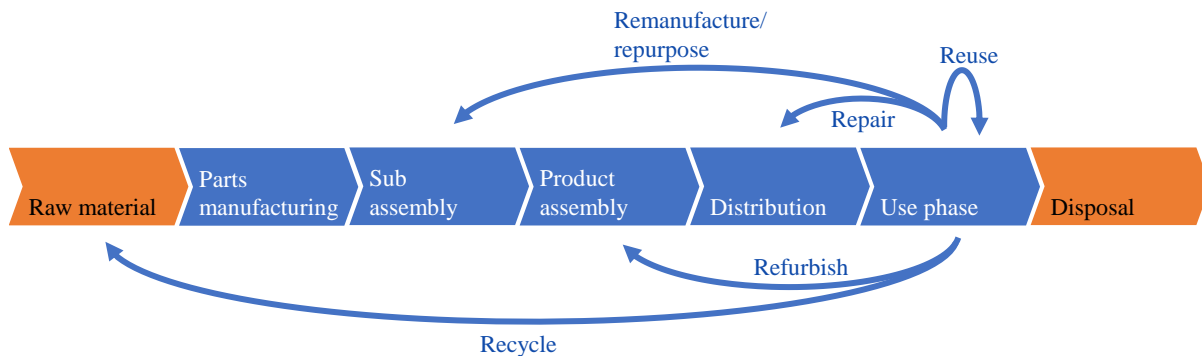 Remanufacture/
repurpose
Reuse
Repair
Raw material
Parts
manufacturing
Sub
assembly
Product
assembly
Distribution
Use phase
Disposal
Refurbish
Recycle